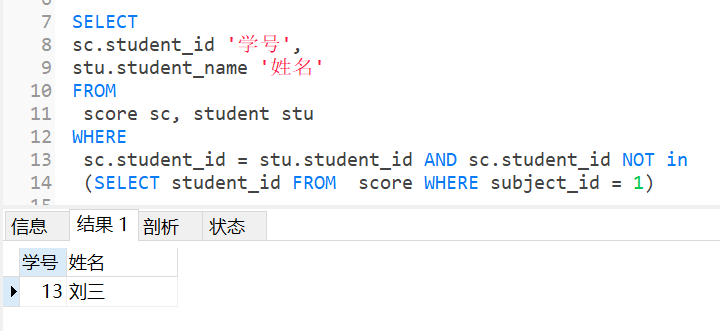 7 SELECT
8 sc.student_id '学号',
9 stu.student_name '姓名'
10 FROM
11 score sc, student stu
12 WHERE
13 sc.student_id = stu.student_id AND sc.student_id NOT in
14 (SELECT student_id FROM  score WHERE subject_id = 1)
信息 结果 1 剖析 状态
学号 姓名
13 刘三